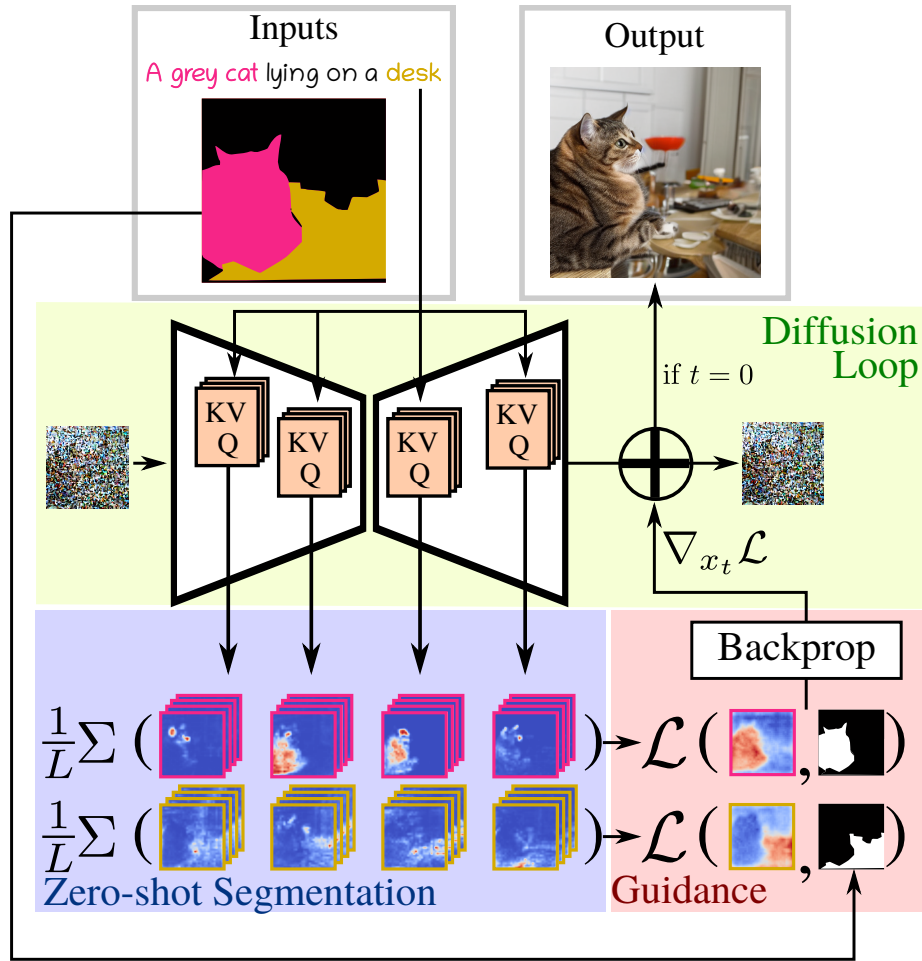 Inputs
A grey cat lying on a desk
Output
Diffusion
Loop
if t = 0
KV
Q
KV
Q
KV
Q
KV
Q
∇_{x_t} ℒ
Backprop
1/L Σ ( ) ℒ ( , )
1/L Σ ( ) ℒ ( , )
Zero-shot Segmentation
Guidance